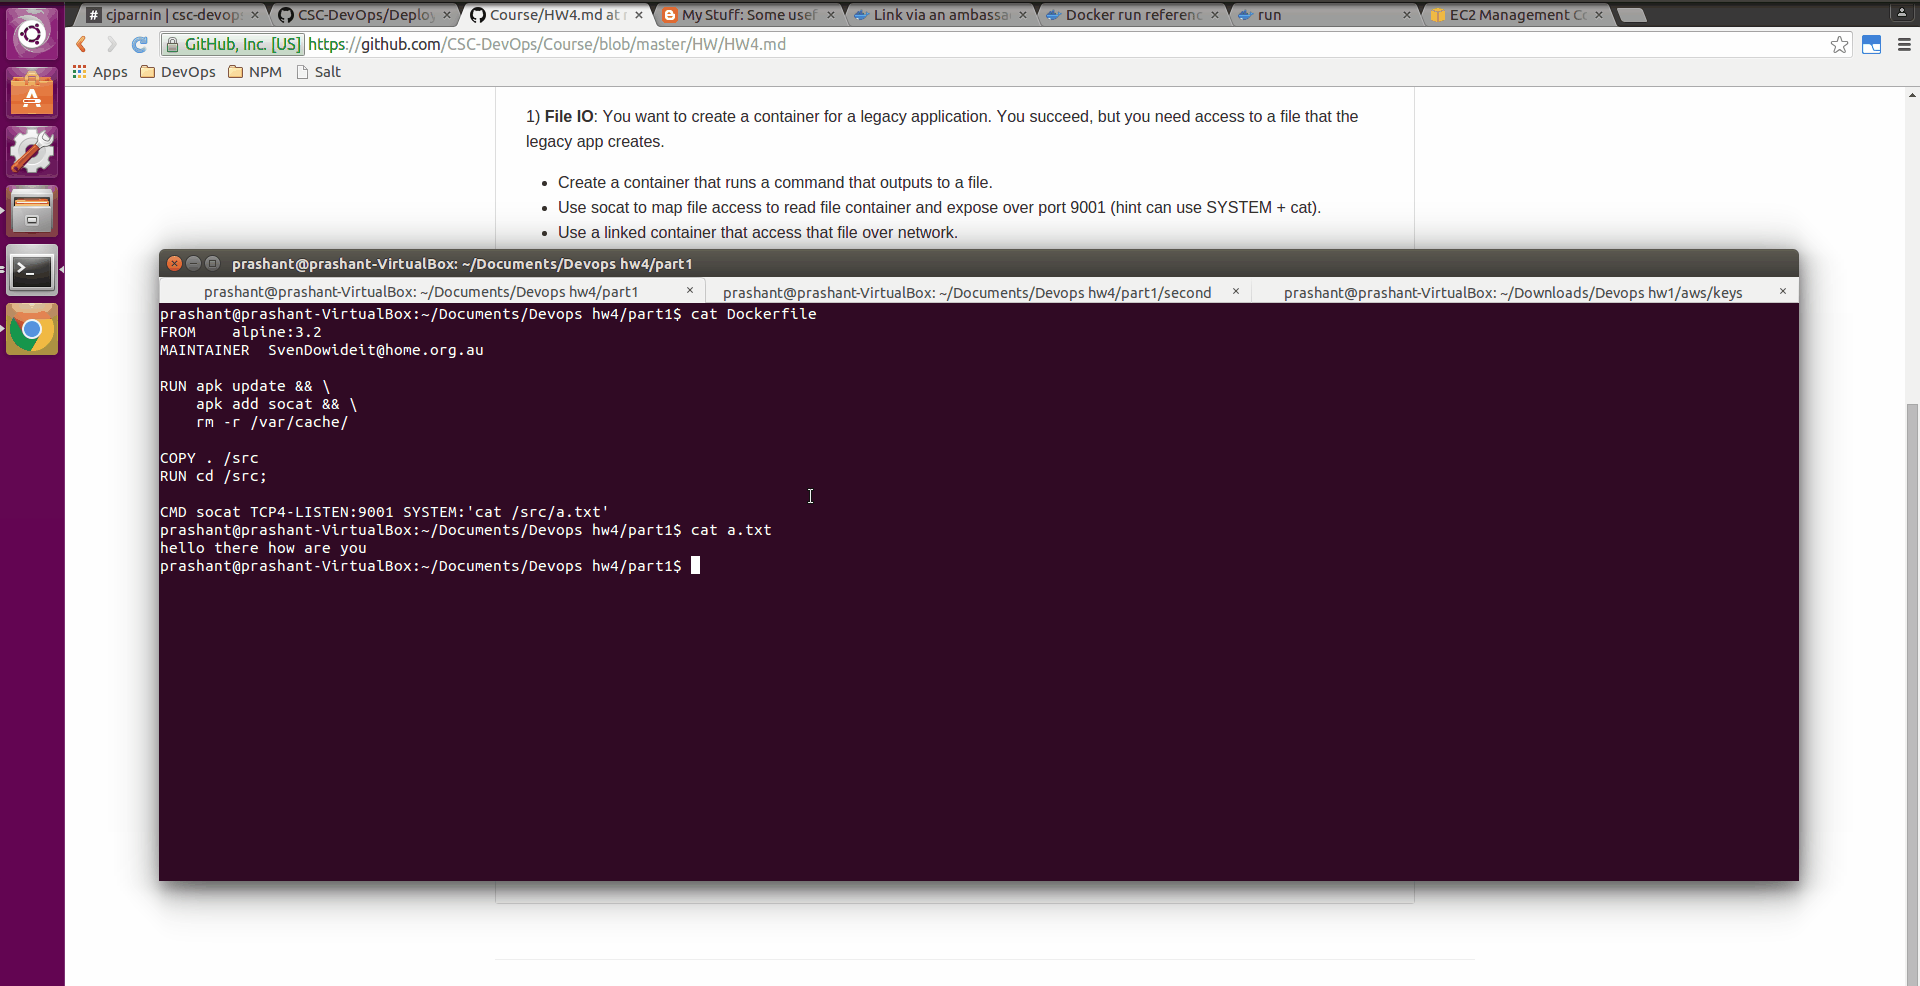 cjparnin | csc-devop
CSC-DevOps/Deploy
Course/HW4.md at
My Stuff: Some usef
Link via an ambassa
Docker run referenc
run
EC2 Management Co
GitHub, Inc. [US]
https://github.com/CSC-DevOps/Course/blob/master/HW/HW4.md
Apps
DevOps
NPM
Salt
1) File IO: You want to create a container for a legacy application. You succeed, but you need access to a file that the
legacy app creates.
Create a container that runs a command that outputs to a file.
Use socat to map file access to read file container and expose over port 9001 (hint can use SYSTEM + cat).
Use a linked container that access that file over network.
prashant@prashant-VirtualBox: ~/Documents/Devops hw4/part1
prashant@prashant-VirtualBox: ~/Documents/Devops hw4/part1
prashant@prashant-VirtualBox: ~/Documents/Devops hw4/part1/second
prashant@prashant-VirtualBox: ~/Downloads/Devops hw1/aws/keys
prashant@prashant-VirtualBox:~/Documents/Devops hw4/part1$ cat Dockerfile
FROM    alpine:3.2
MAINTAINER  SvenDowideit@home.org.au
RUN apk update && \
    apk add socat && \
    rm -r /var/cache/
COPY . /src
RUN cd /src;
CMD socat TCP4-LISTEN:9001 SYSTEM:'cat /src/a.txt'
prashant@prashant-VirtualBox:~/Documents/Devops hw4/part1$ cat a.txt
hello there how are you
prashant@prashant-VirtualBox:~/Documents/Devops hw4/part1$